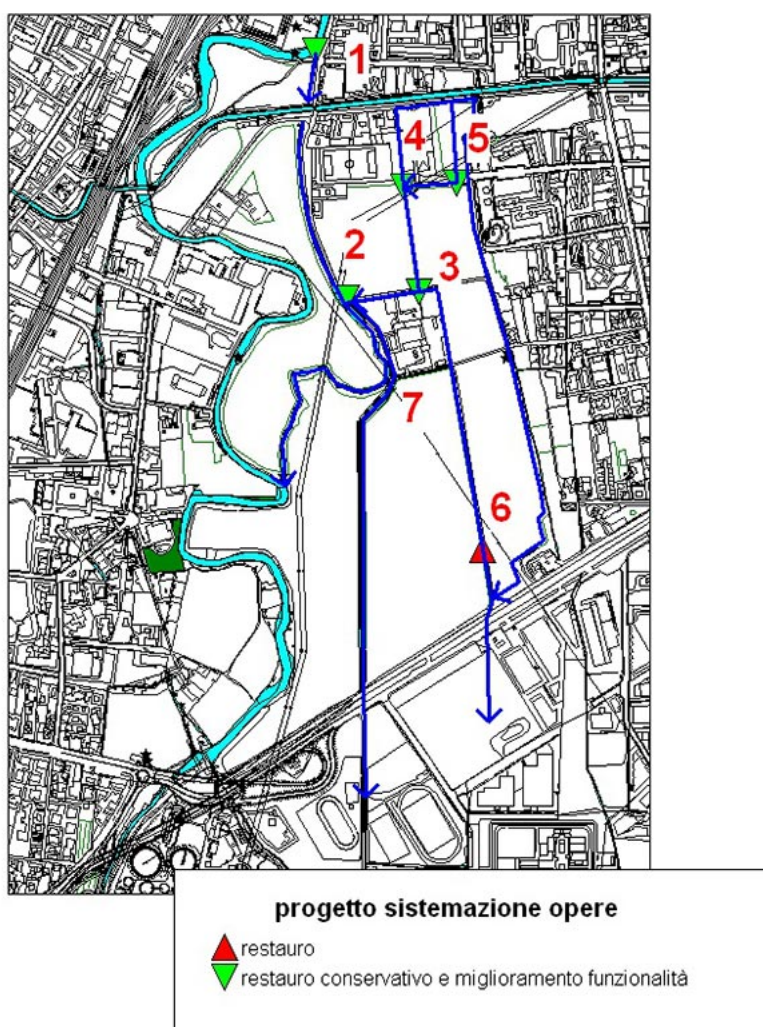 1
4
5
2
3
7
6
progetto sistemazione opere
restauro
restauro conservativo e miglioramento funzionalità